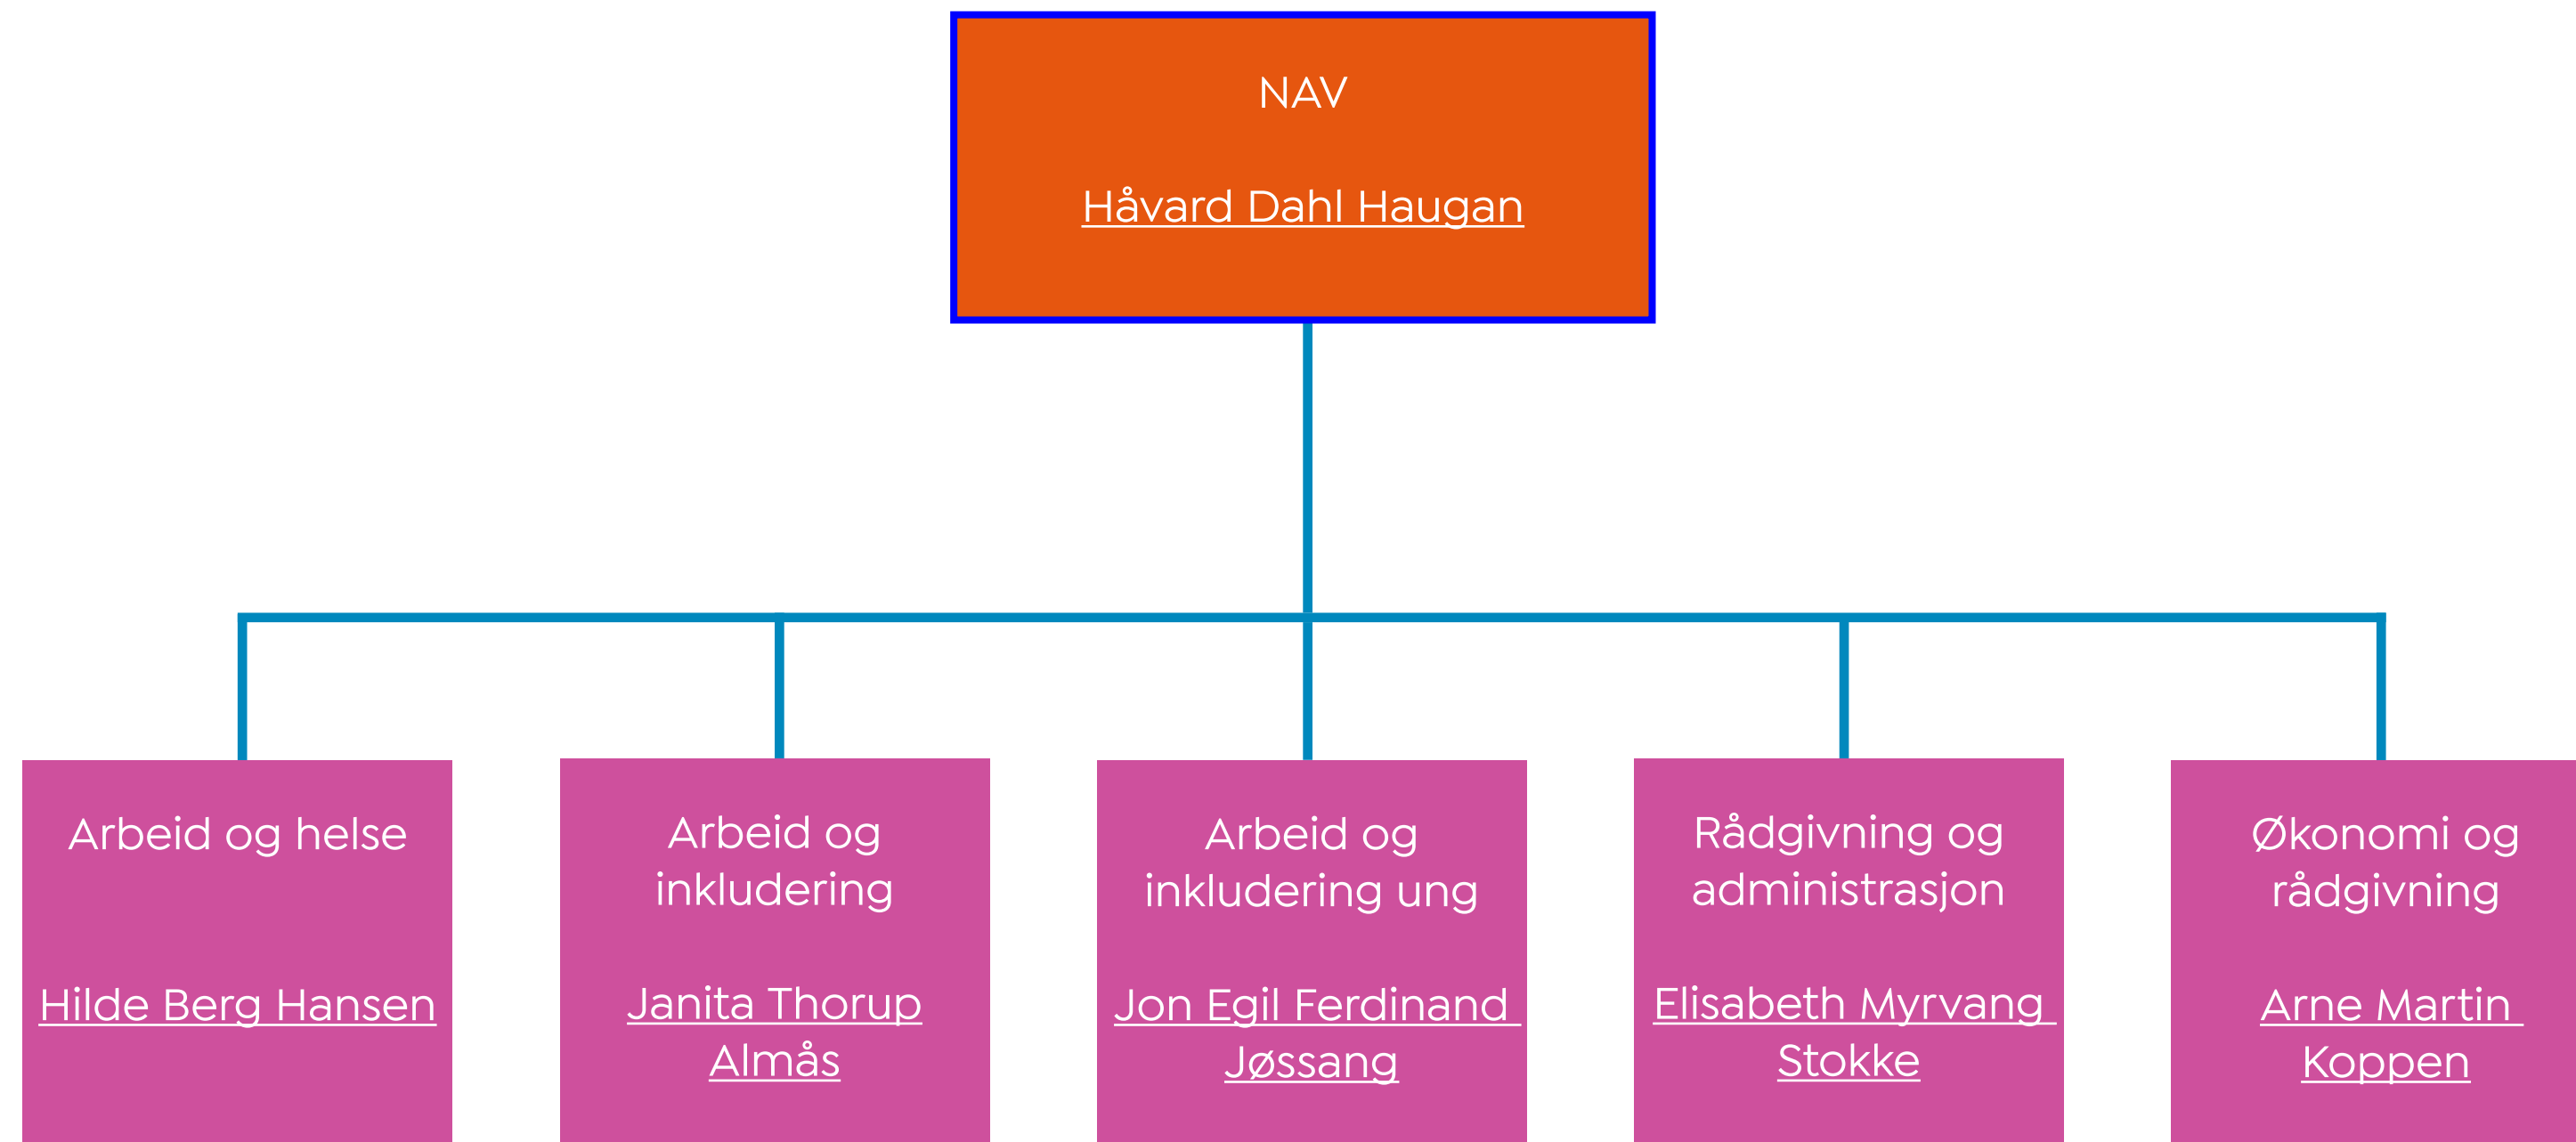 NAV
Håvard Dahl Haugan
Arbeid og helse
Hilde Berg Hansen
Arbeid og
inkludering
Janita Thorup
Almås
Arbeid og
inkludering ung
Jon Egil Ferdinand
Jøssang
Rådgivning og
administrasjon
Elisabeth Myrvang
Stokke
Økonomi og
rådgivning
Arne Martin
Koppen